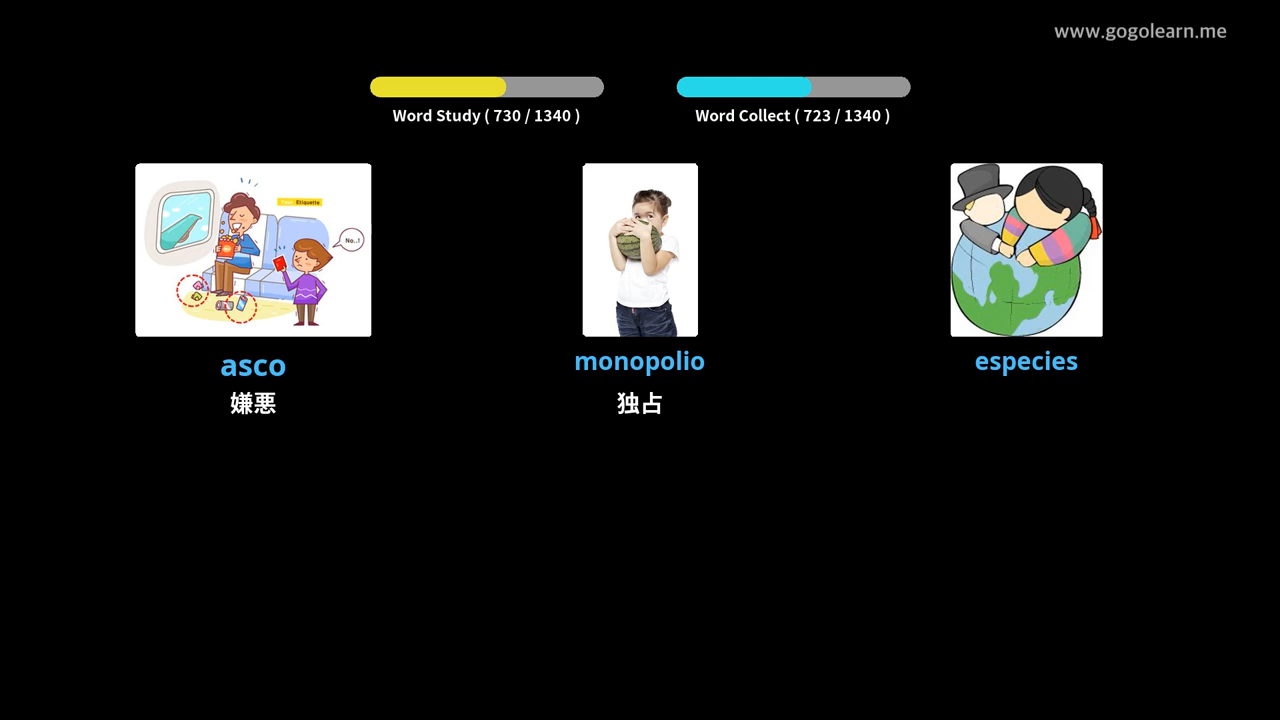 www.gogolearn.me
Word Study ( 730 / 1340 )
Word Collect ( 723 / 1340 )
Etiquette
No..!
asco
monopolio
especies
嫌悪
独占